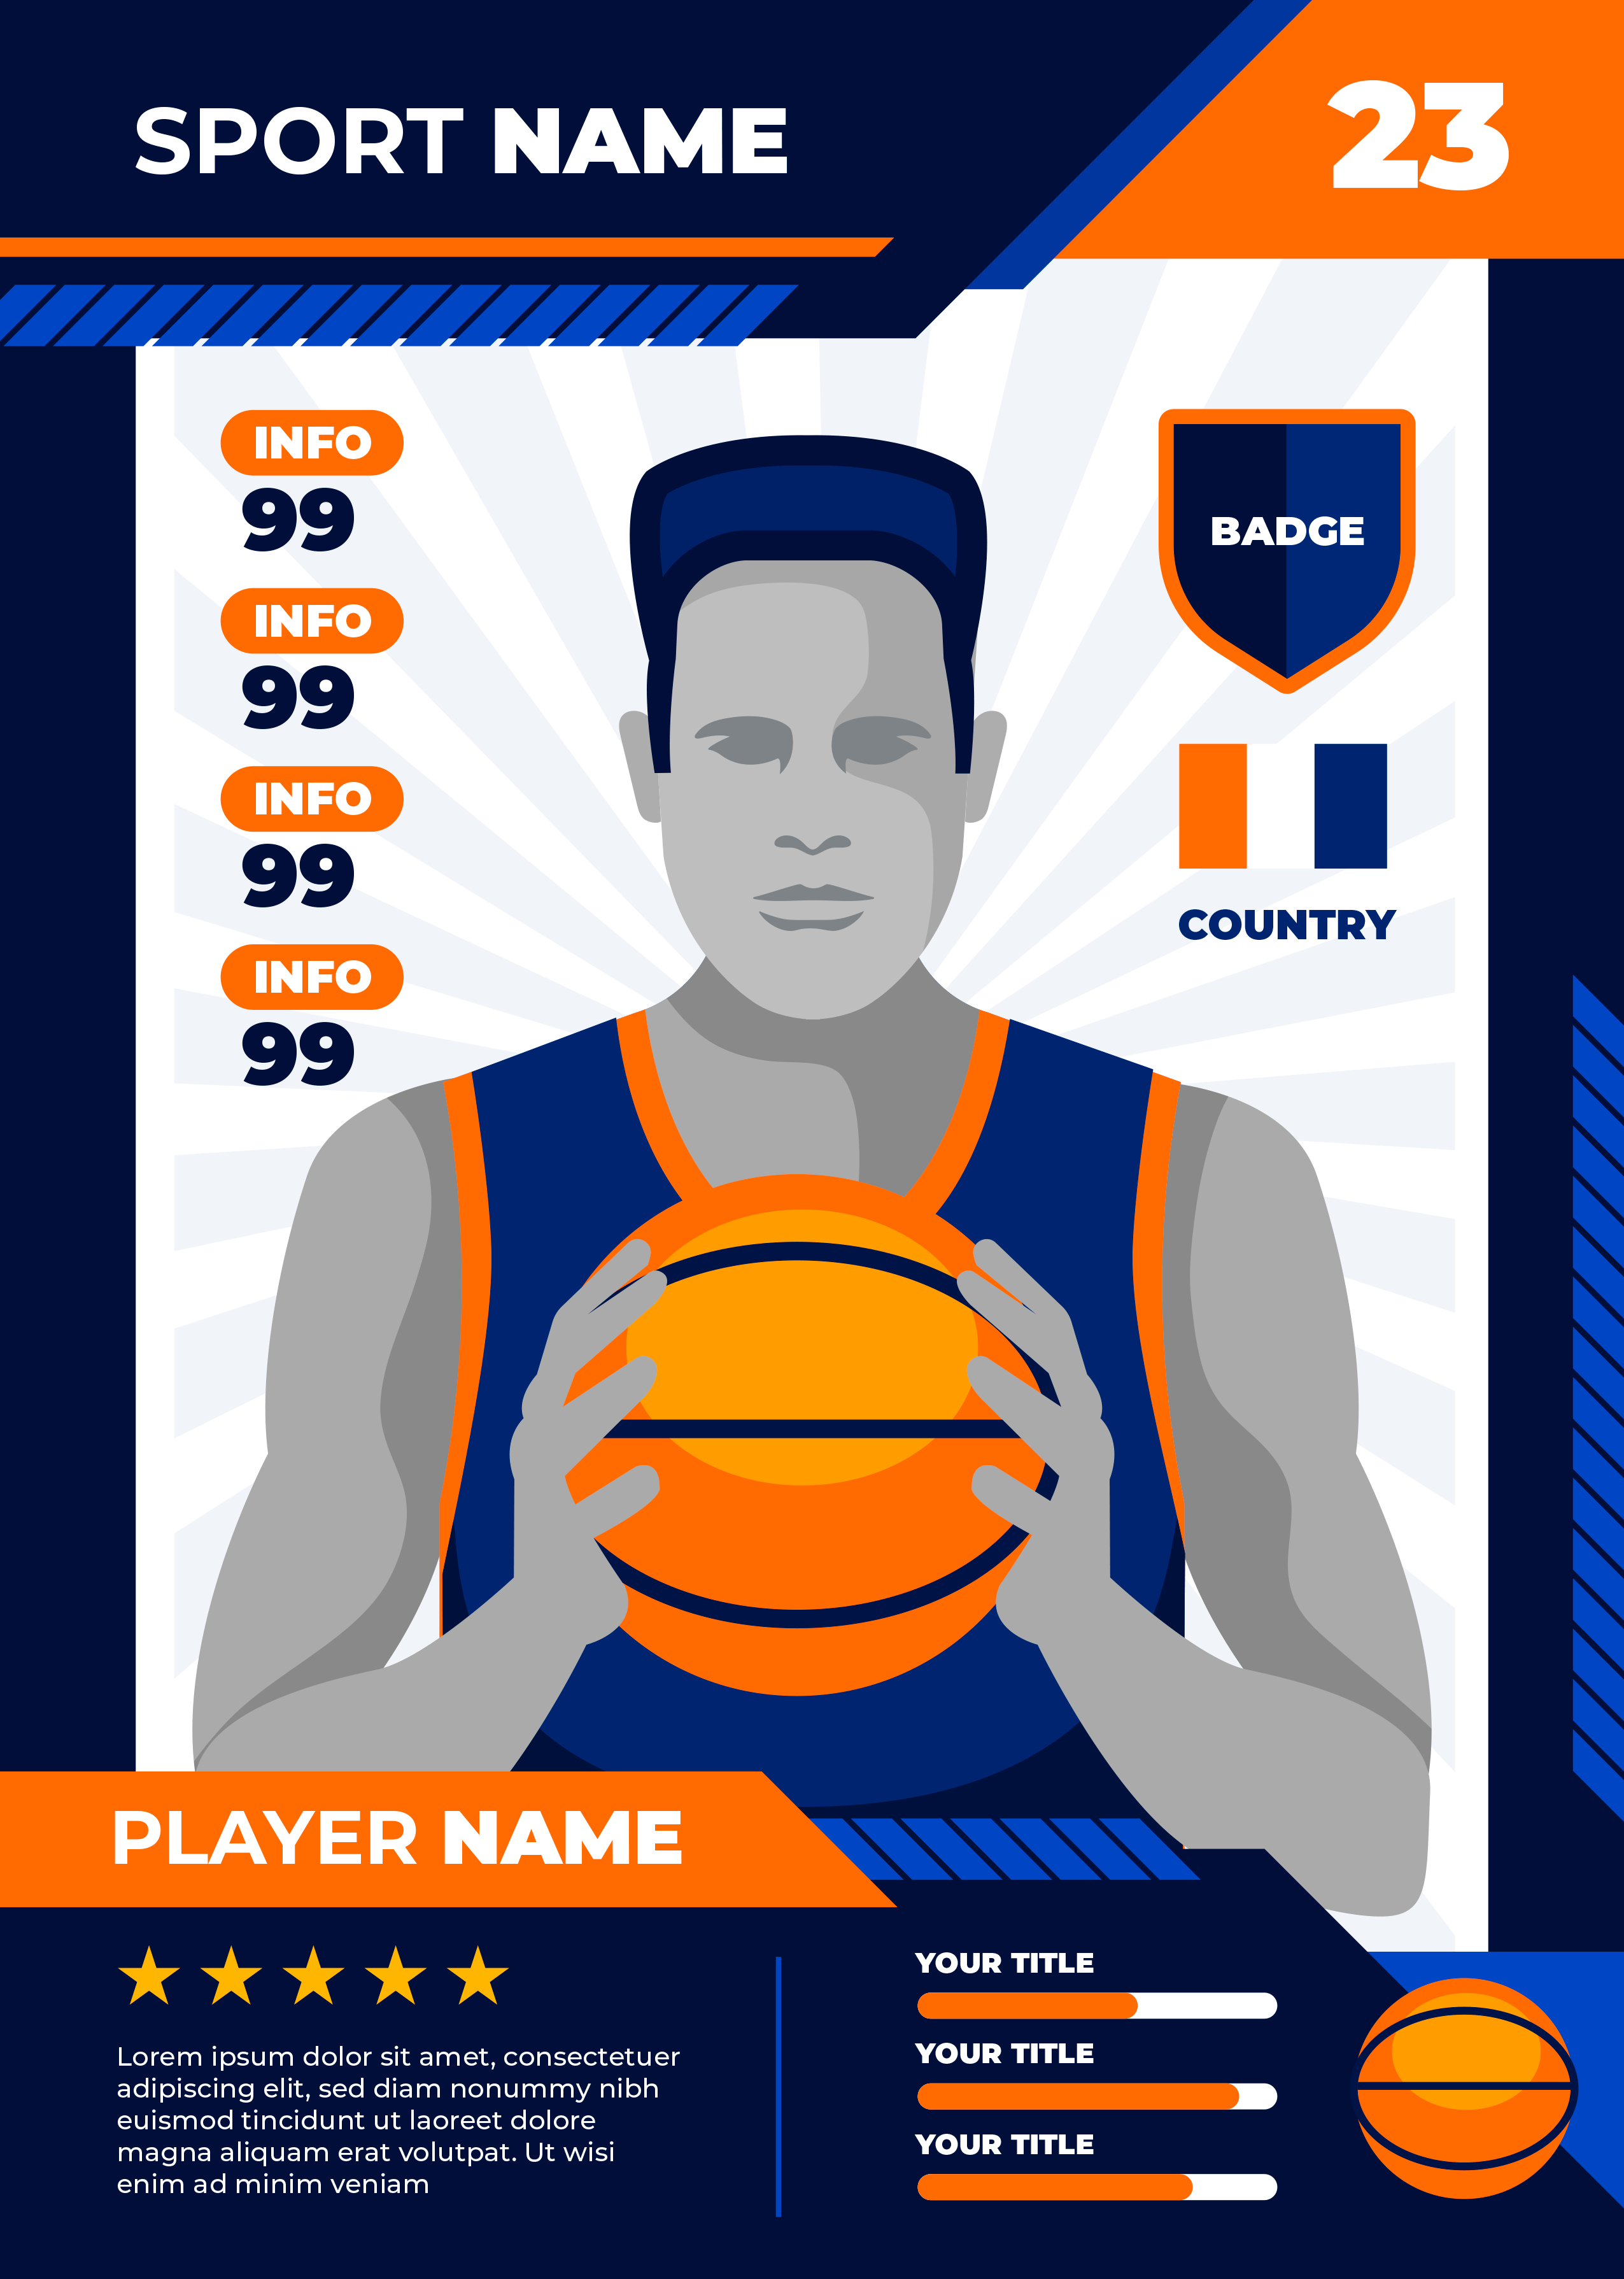 SPORT NAME
23
INFO
99
INFO
99
INFO
99
INFO
99
BADGE
COUNTRY
PLAYER NAME
Lorem ipsum dolor sit amet, consectetuer
adipiscing elit, sed diam nonummy nibh
euismod tincidunt ut laoreet dolore
magna aliquam erat volutpat. Ut wisi
enim ad minim veniam
YOUR TITLE
YOUR TITLE
YOUR TITLE